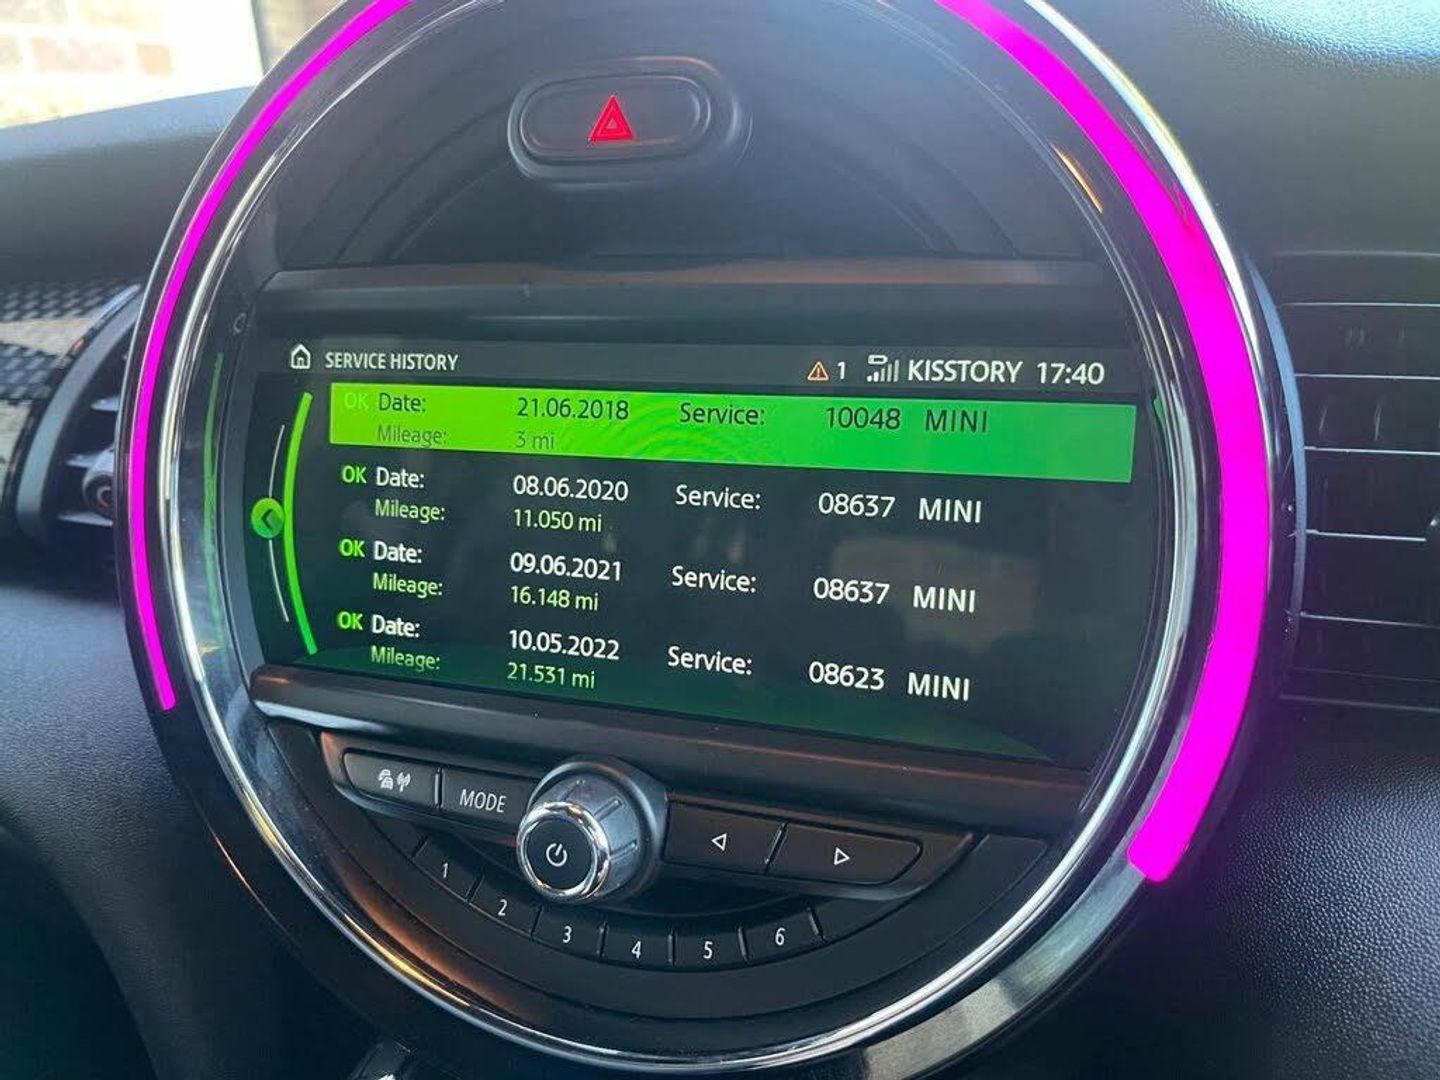 SERVICE HISTORY 1 KISSTORY 17:40
OK Date: 21.06.2018 Service: 10048 MINI
Mileage: 3 mi
OK Date: 08.06.2020 Service: 08637 MINI
Mileage: 11.050 mi
OK Date: 09.06.2021 Service: 08637 MINI
Mileage: 16.148 mi
OK Date: 10.05.2022 Service: 08623 MINI
Mileage: 21.531 mi
MODE
1 2 3 4 5 6